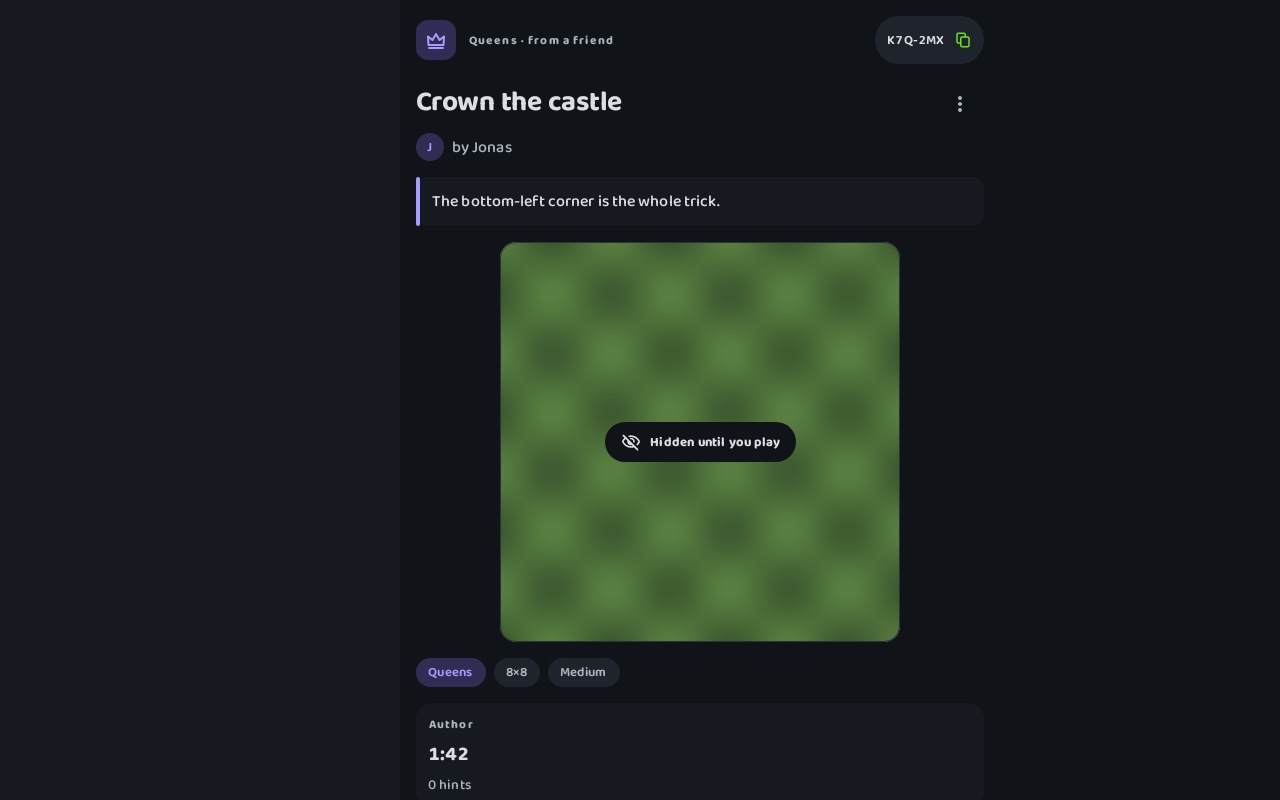 Queens · from a friend
K7Q-2MX
Crown the castle
J
by Jonas
The bottom-left corner is the whole trick.
Hidden until you play
Queens
8×8
Medium
Author
1:42
0 hints